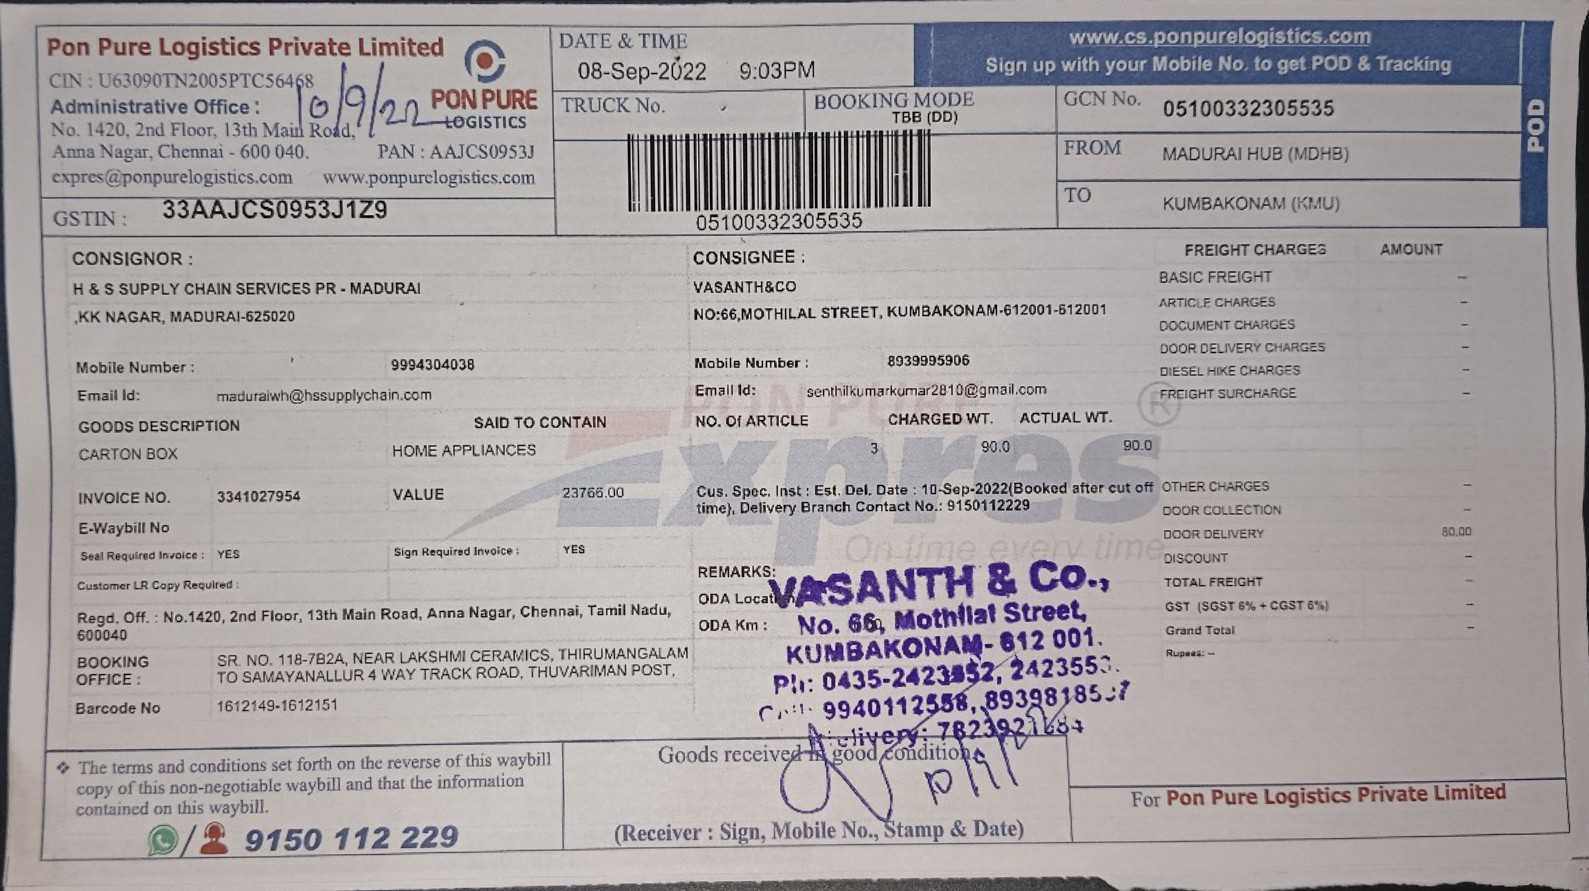 Pon Pure Logistics Private Limited
CIN : U63090TN2005PTC56468
Administrative Office :
No. 1420, 2nd Floor, 13th Main Road,
Anna Nagar, Chennai - 600 040. PAN : AAJCS0953J
expres@ponpurelogistics.com www.ponpurelogistics.com
10/9/22
PON PURE
LOGISTICS
GSTIN : 33AAJCS0953J1Z9
DATE & TIME
08-Sep-2022 9:03PM
TRUCK No.
BOOKING MODE
TBB (DD)
05100332305535
www.cs.ponpurelogistics.com
Sign up with your Mobile No. to get POD & Tracking
GCN No. 05100332305535
FROM MADURAI HUB (MDHB)
TO KUMBAKONAM (KMU)
POD
CONSIGNOR :
H & S SUPPLY CHAIN SERVICES PR - MADURAI
,KK NAGAR, MADURAI-625020
Mobile Number : 9994304038
Email Id: maduraiwh@hssupplychain.com
GOODS DESCRIPTION SAID TO CONTAIN
CARTON BOX HOME APPLIANCES
INVOICE NO. 3341027954 VALUE 23766.00
E-Waybill No
Seal Required Invoice : YES Sign Required Invoice : YES
Customer LR Copy Required :
Regd. Off. : No.1420, 2nd Floor, 13th Main Road, Anna Nagar, Chennai, Tamil Nadu,
600040
BOOKING OFFICE : SR. NO. 118-7B2A, NEAR LAKSHMI CERAMICS, THIRUMANGALAM
TO SAMAYANALLUR 4 WAY TRACK ROAD, THUVARIMAN POST,
Barcode No 1612149-1612151
CONSIGNEE :
VASANTH&CO
NO:66,MOTHILAL STREET, KUMBAKONAM-612001-612001
Mobile Number : 8939995906
Email Id: senthilkumarkumar2810@gmail.com
PON PURE
Expres
®
On time every time
NO. Of ARTICLE CHARGED WT. ACTUAL WT.
3 90.0 90.0
Cus. Spec. Inst : Est. Del. Date : 10-Sep-2022(Booked after cut off
time), Delivery Branch Contact No.: 9150112229
REMARKS:
ODA Km :
VASANTH & Co.,
No. 66, Mothilal Street,
KUMBAKONAM- 612 001.
Ph: 0435-2423552, 2423553.
9940112558,
FREIGHT CHARGES AMOUNT
BASIC FREIGHT –
ARTICLE CHARGES –
DOCUMENT CHARGES –
DOOR DELIVERY CHARGES –
DIESEL HIKE CHARGES –
FREIGHT SURCHARGE –
OTHER CHARGES –
DOOR COLLECTION –
DOOR DELIVERY 80.00
DISCOUNT –
TOTAL FREIGHT –
GST (SGST 6% + CGST 6%) –
Grand Total –
Rupees: –
❖ The terms and conditions set forth on the reverse of this waybill
copy of this non-negotiable waybill and that the information
contained on this waybill.
/ 9150 112 229
Goods received in good condition
(Receiver : Sign, Mobile No., Stamp & Date)
For Pon Pure Logistics Private Limited